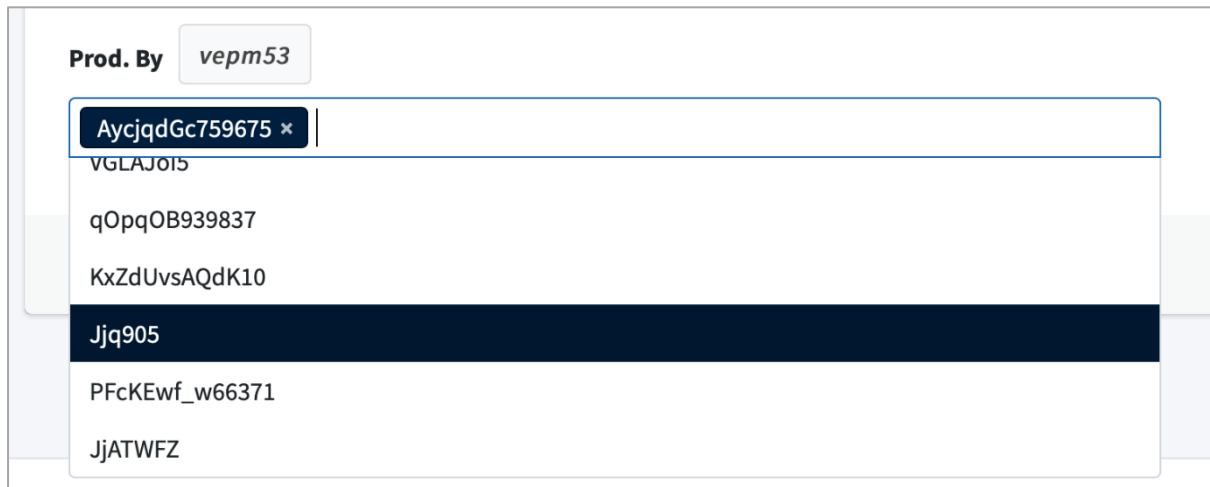 Prod. By vepm53
AycjqdGc759675 ×
qOpqOB939837
KxZdUvsAQdK10
Jjq905
PFcKEwf_w66371
JjATWFZ